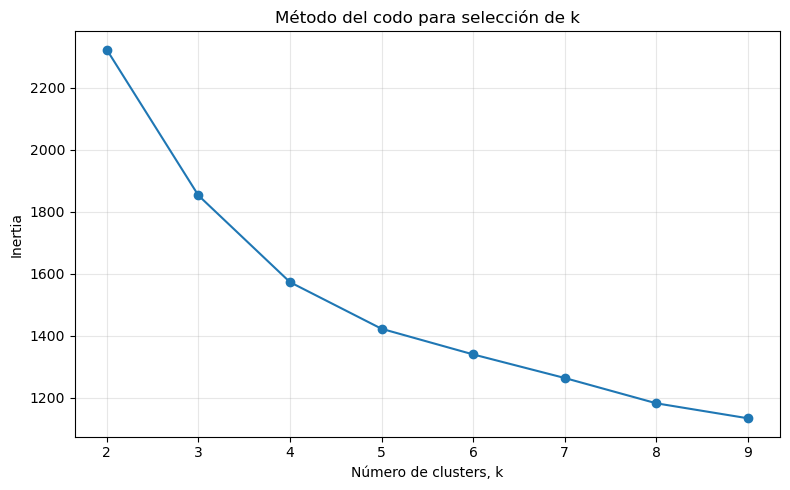 Método del codo para selección de k
2200
2000
1800
1600
1400
1200
Inertia
2 3 4 5 6 7 8 9
Número de clusters, k